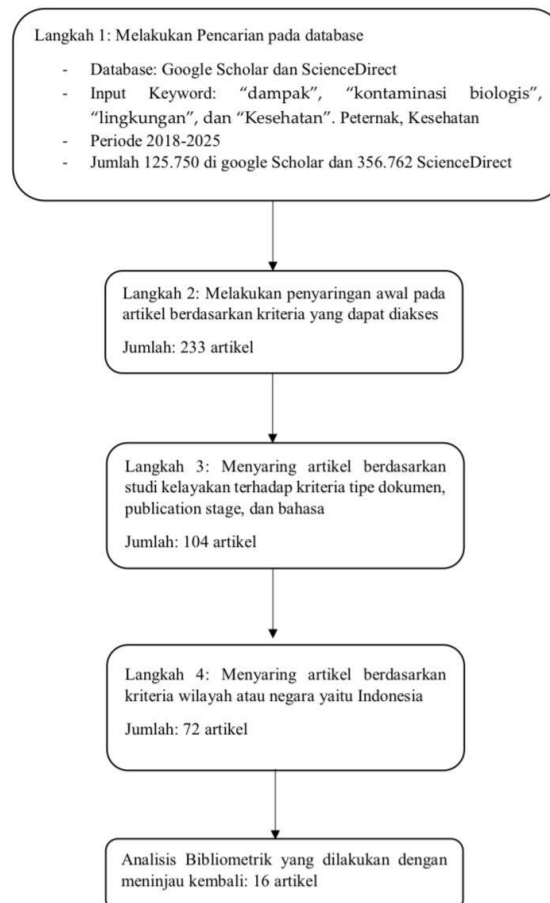 Langkah 1: Melakukan Pencarian pada database
- Database: Google Scholar dan ScienceDirect
- Input Keyword: “dampak”, “kontaminasi biologis”,
“lingkungan”, dan “Kesehatan”. Peternak, Kesehatan
- Periode 2018-2025
- Jumlah 125.750 di google Scholar dan 356.762 ScienceDirect
Langkah 2: Melakukan penyaringan awal pada
artikel berdasarkan kriteria yang dapat diakses
Jumlah: 233 artikel
Langkah 3: Menyaring artikel berdasarkan
studi kelayakan terhadap kriteria tipe dokumen,
publication stage, dan bahasa
Jumlah: 104 artikel
Langkah 4: Menyaring artikel berdasarkan
kriteria wilayah atau negara yaitu Indonesia
Jumlah: 72 artikel
Analisis Bibliometrik yang dilakukan dengan
meninjau kembali: 16 artikel